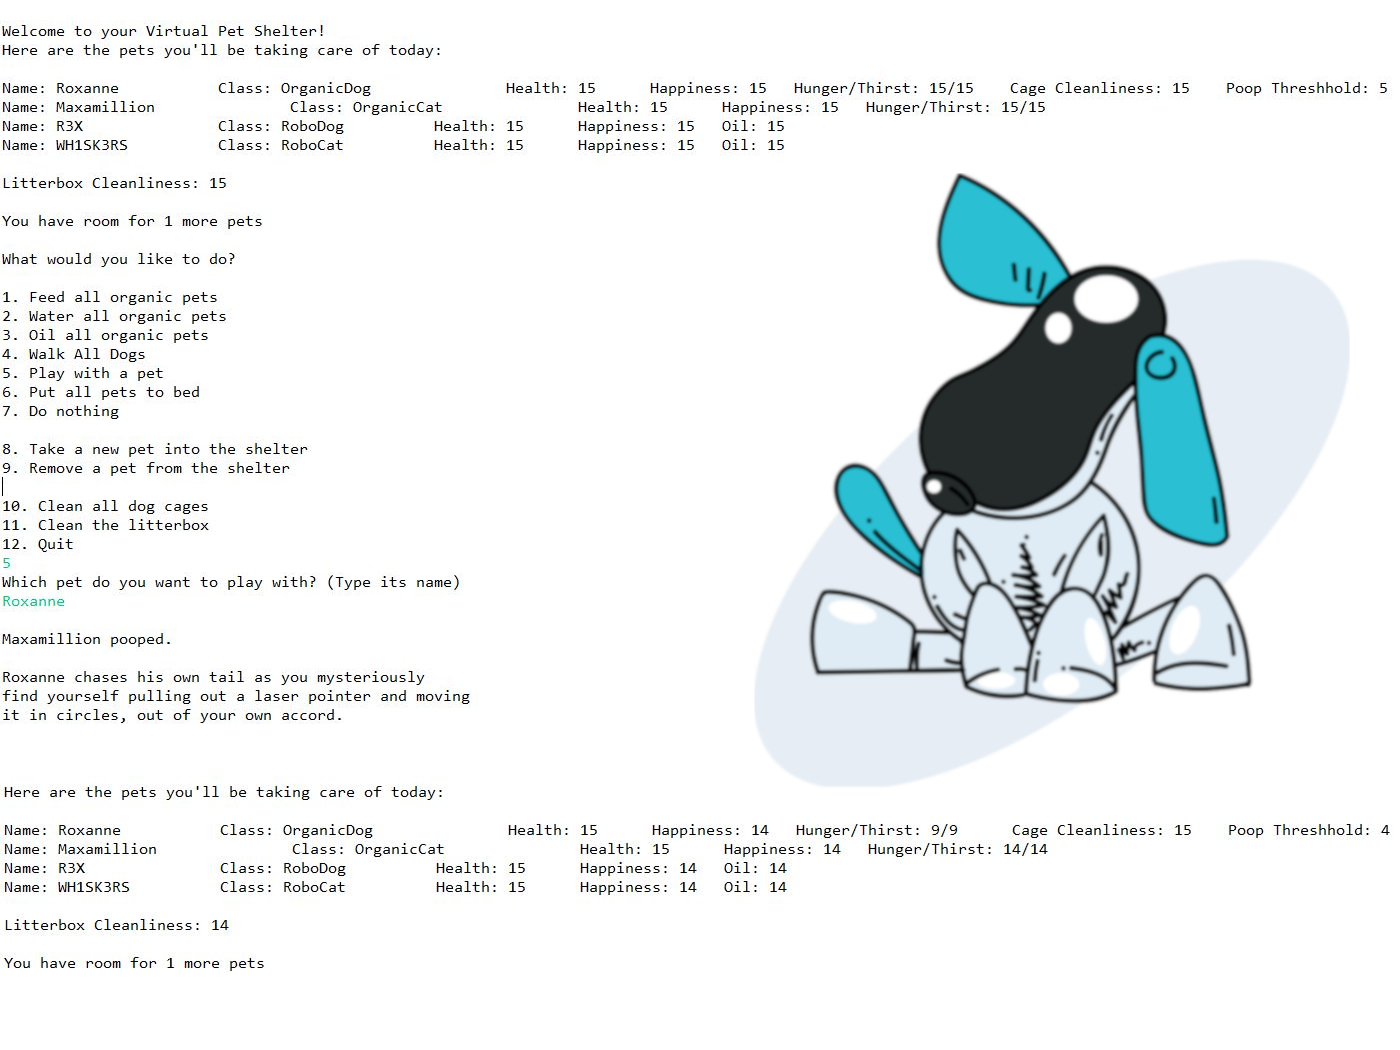 Welcome to your Virtual Pet Shelter!
Here are the pets you'll be taking care of today:
Name: Roxanne Class: OrganicDog Health: 15 Happiness: 15 Hunger/Thirst: 15/15 Cage Cleanliness: 15 Poop Threshhold: 5
Name: Maxamillion Class: OrganicCat Health: 15 Happiness: 15 Hunger/Thirst: 15/15
Name: R3X Class: RoboDog Health: 15 Happiness: 15 Oil: 15
Name: WH1SK3RS Class: RoboCat Health: 15 Happiness: 15 Oil: 15
Litterbox Cleanliness: 15
You have room for 1 more pets
What would you like to do?
1. Feed all organic pets
2. Water all organic pets
3. Oil all organic pets
4. Walk All Dogs
5. Play with a pet
6. Put all pets to bed
7. Do nothing
8. Take a new pet into the shelter
9. Remove a pet from the shelter
10. Clean all dog cages
11. Clean the litterbox
12. Quit
5
Which pet do you want to play with? (Type its name)
Roxanne
Maxamillion pooped.
Roxanne chases his own tail as you mysteriously
find yourself pulling out a laser pointer and moving
it in circles, out of your own accord.
Here are the pets you'll be taking care of today:
Name: Roxanne Class: OrganicDog Health: 15 Happiness: 14 Hunger/Thirst: 9/9 Cage Cleanliness: 15 Poop Threshhold: 4
Name: Maxamillion Class: OrganicCat Health: 15 Happiness: 14 Hunger/Thirst: 14/14
Name: R3X Class: RoboDog Health: 15 Happiness: 14 Oil: 14
Name: WH1SK3RS Class: RoboCat Health: 15 Happiness: 14 Oil: 14
Litterbox Cleanliness: 14
You have room for 1 more pets